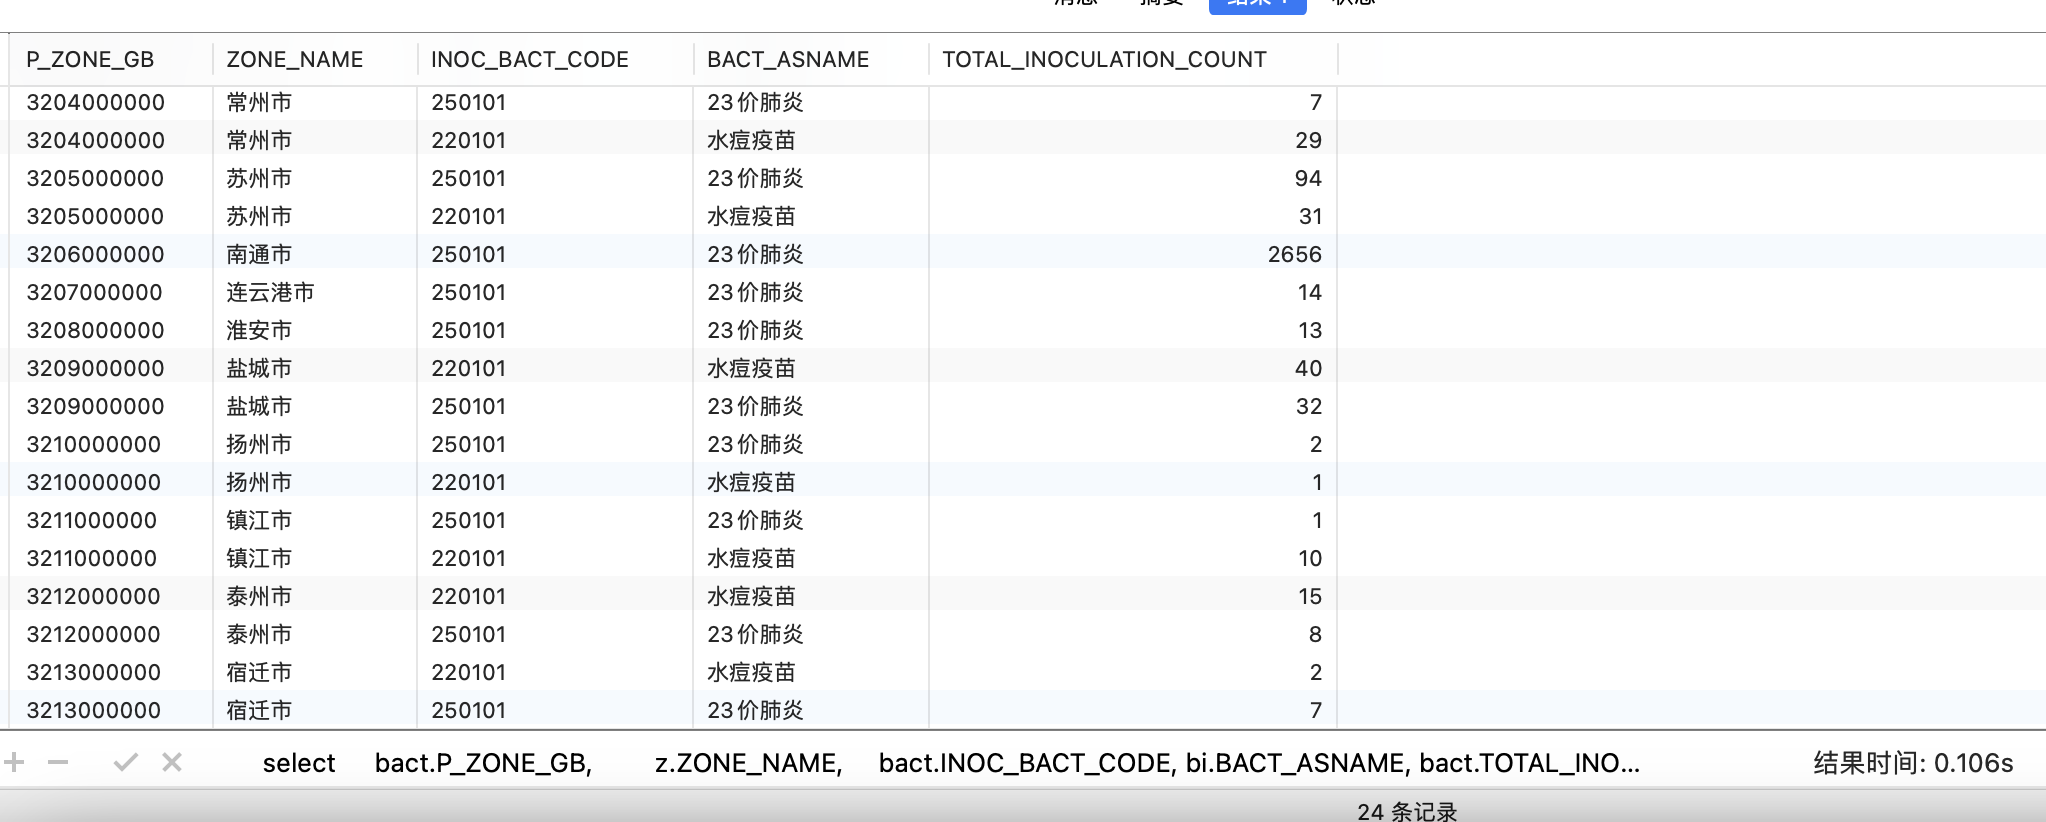 消息 摘要 结果 1 状态
P_ZONE_GB ZONE_NAME INOC_BACT_CODE BACT_ASNAME TOTAL_INOCULATION_COUNT
3204000000 常州市 250101 23价肺炎 7
3204000000 常州市 220101 水痘疫苗 29
3205000000 苏州市 250101 23价肺炎 94
3205000000 苏州市 220101 水痘疫苗 31
3206000000 南通市 250101 23价肺炎 2656
3207000000 连云港市 250101 23价肺炎 14
3208000000 淮安市 250101 23价肺炎 13
3209000000 盐城市 220101 水痘疫苗 40
3209000000 盐城市 250101 23价肺炎 32
3210000000 扬州市 250101 23价肺炎 2
3210000000 扬州市 220101 水痘疫苗 1
3211000000 镇江市 250101 23价肺炎 1
3211000000 镇江市 220101 水痘疫苗 10
3212000000 泰州市 220101 水痘疫苗 15
3212000000 泰州市 250101 23价肺炎 8
3213000000 宿迁市 220101 水痘疫苗 2
3213000000 宿迁市 250101 23价肺炎 7
select bact.P_ZONE_GB, z.ZONE_NAME, bact.INOC_BACT_CODE, bi.BACT_ASNAME, bact.TOTAL_INO... 结果时间: 0.106s
24 条记录